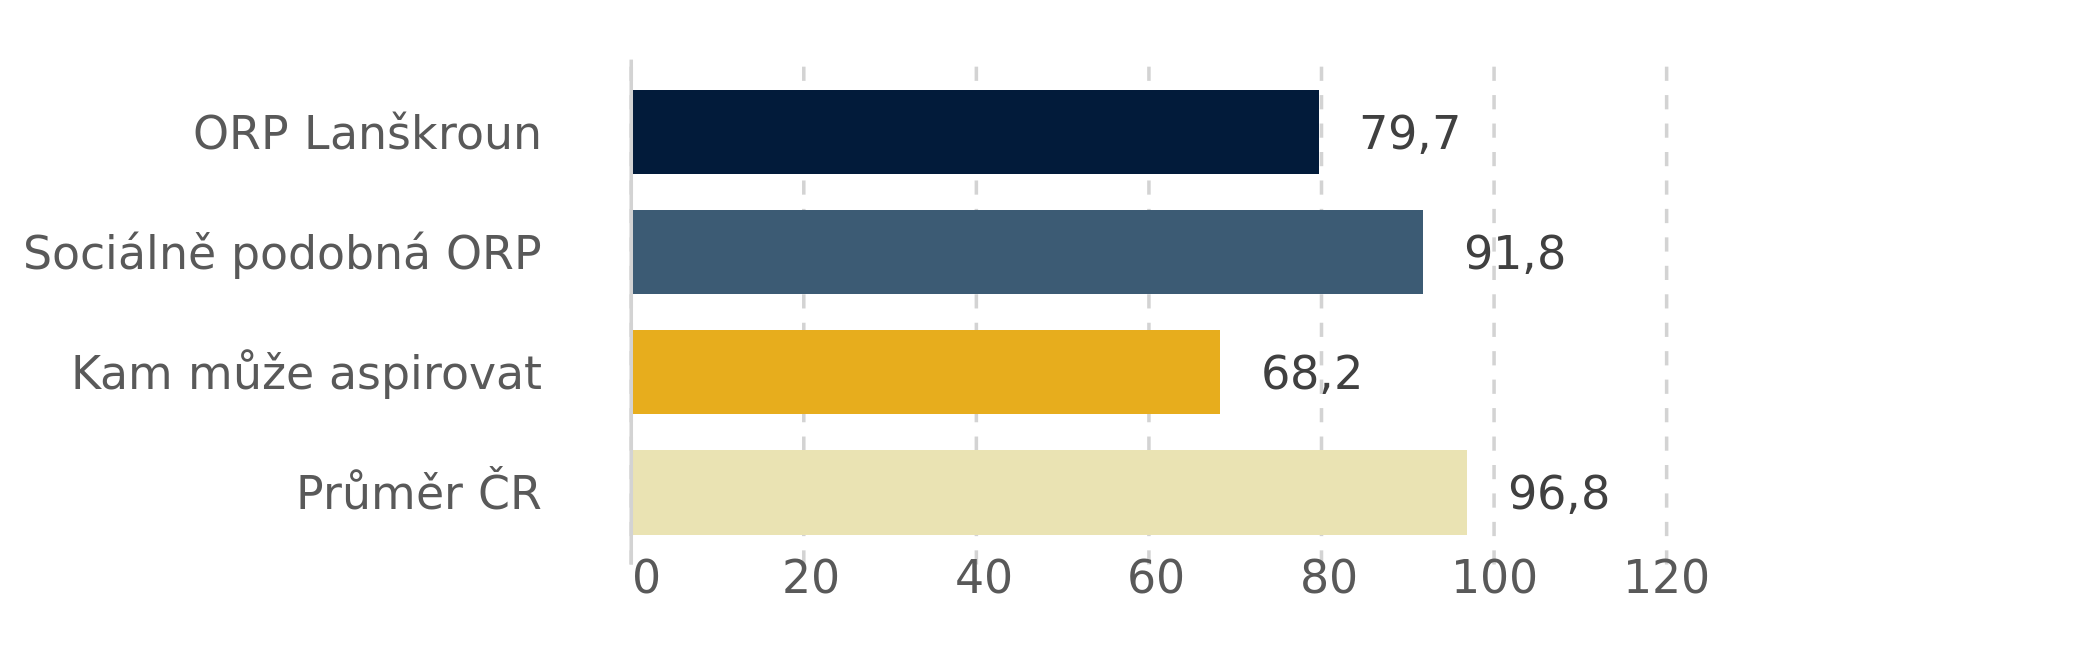 ORP Lanškroun 79,7
Sociálně podobná ORP 91,8
Kam může aspirovat 68,2
Průměr ČR 96,8
0 20 40 60 80 100 120